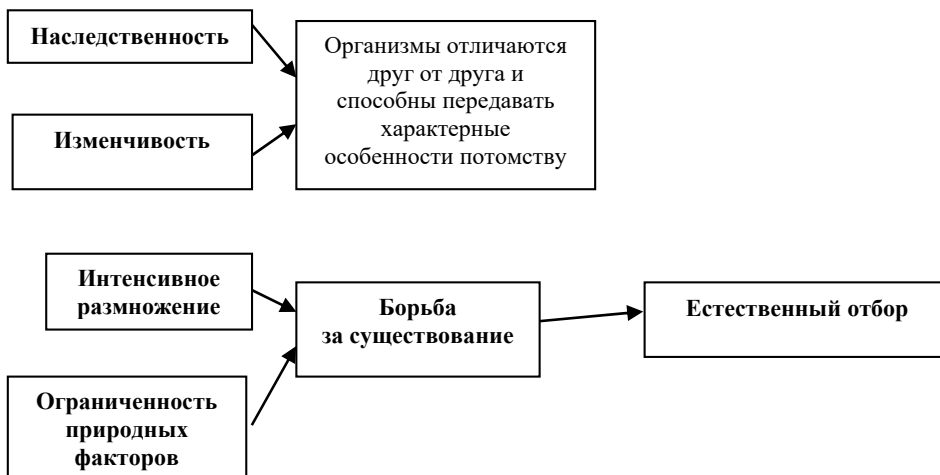 Наследственность
Организмы отличаются
друг от друга и
способны передавать
характерные
особенности потомству
Изменчивость
Интенсивное
размножение
Борьба
за существование
Естественный отбор
Ограниченность
природных
факторов